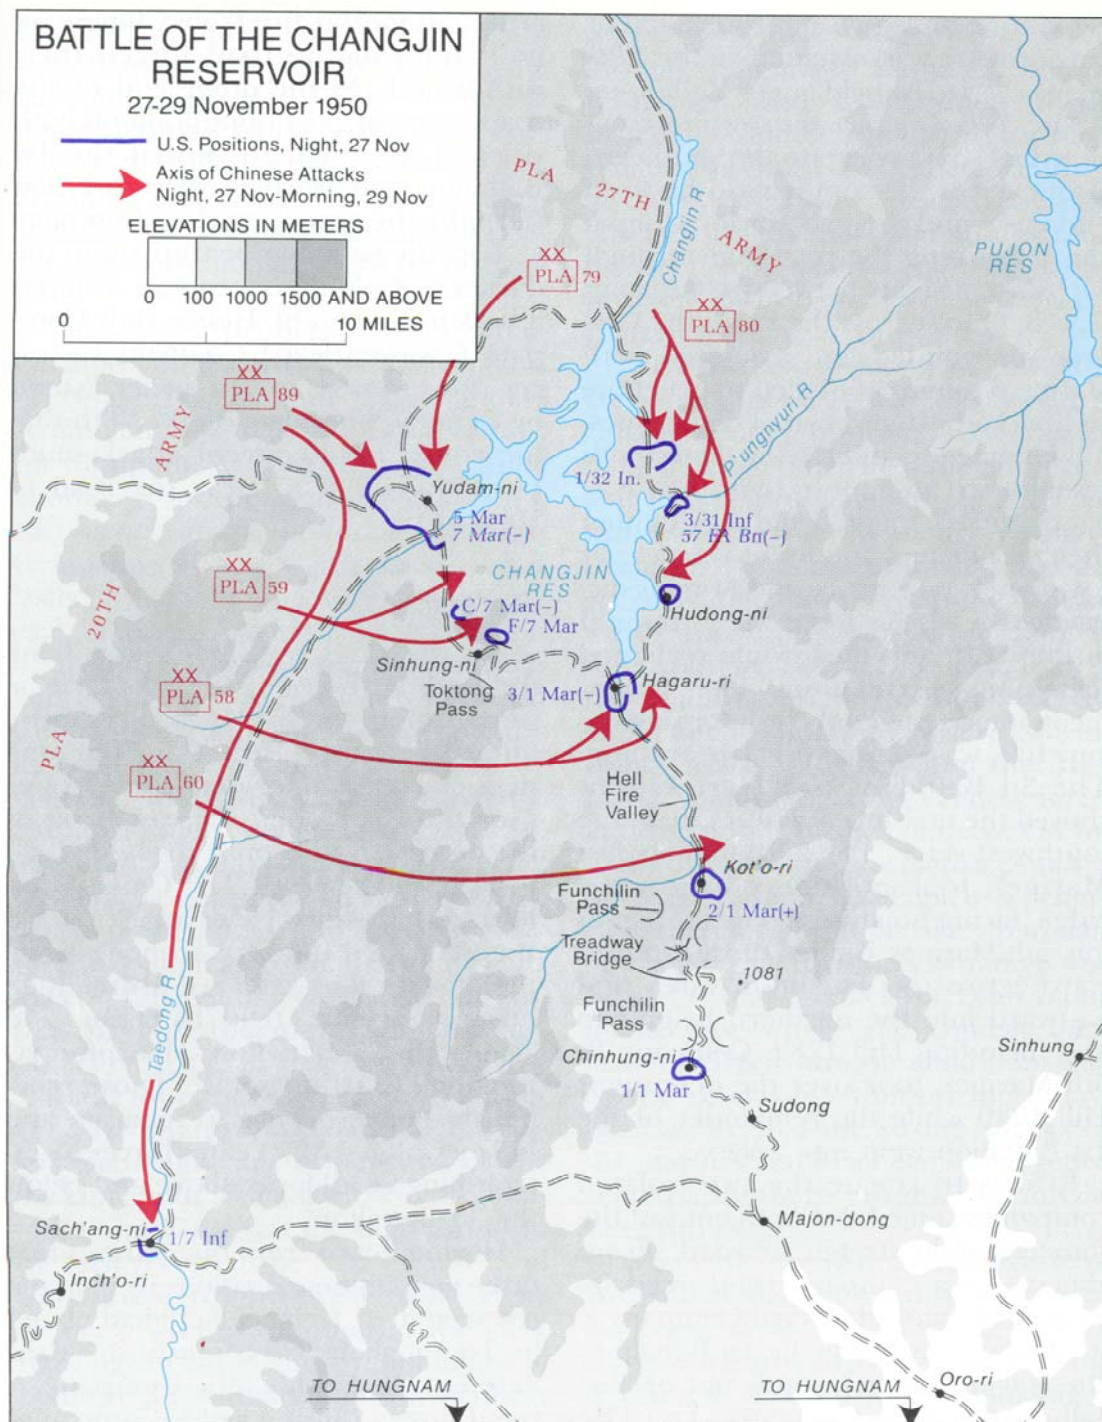 BATTLE OF THE CHANGJIN
RESERVOIR
27-29 November 1950
U.S. Positions, Night, 27 Nov
Axis of Chinese Attacks
Night, 27 Nov-Morning, 29 Nov
ELEVATIONS IN METERS
0 100 1000 1500 AND ABOVE
0 10 MILES
PLA 27TH ARMY
Changjin R
PUJON
RES
XX
PLA 79
XX
PLA 80
XX
PLA 89
P'ungnyuri R
PLA 20TH ARMY
1/32 In.
Yudam-ni
5 Mar
7 Mar(–)
3/31 Inf
57 FA Bn(–)
XX
PLA 59
CHANGJIN
RES
C/7 Mar(–)
F/7 Mar
Hudong-ni
Sinhung-ni
Toktong
Pass
3/1 Mar(–)
Hagaru-ri
XX
PLA 58
XX
PLA 60
Hell
Fire
Valley
Kot'o-ri
Funchilin
Pass
2/1 Mar(+)
Treadway
Bridge
1081
Taedong R
Funchilin
Pass
Chinhung-ni
1/1 Mar
Sinhung
Sudong
Sach'ang-ni
1/7 Inf
Majon-dong
Inch'o-ri
Oro-ri
TO HUNGNAM
TO HUNGNAM